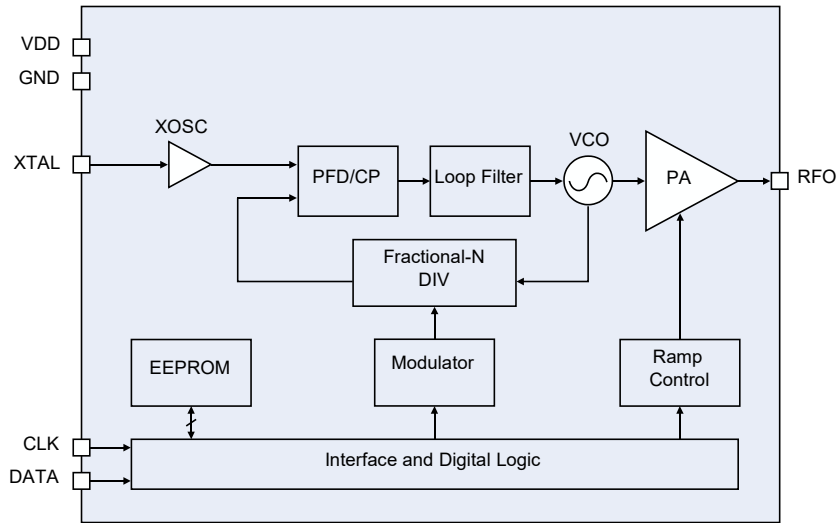 VDD
GND
XOSC
XTAL
PFD/CP
Loop Filter
VCO
PA
RFO
Fractional-N
DIV
EEPROM
Modulator
Ramp
Control
CLK
DATA
Interface and Digital Logic